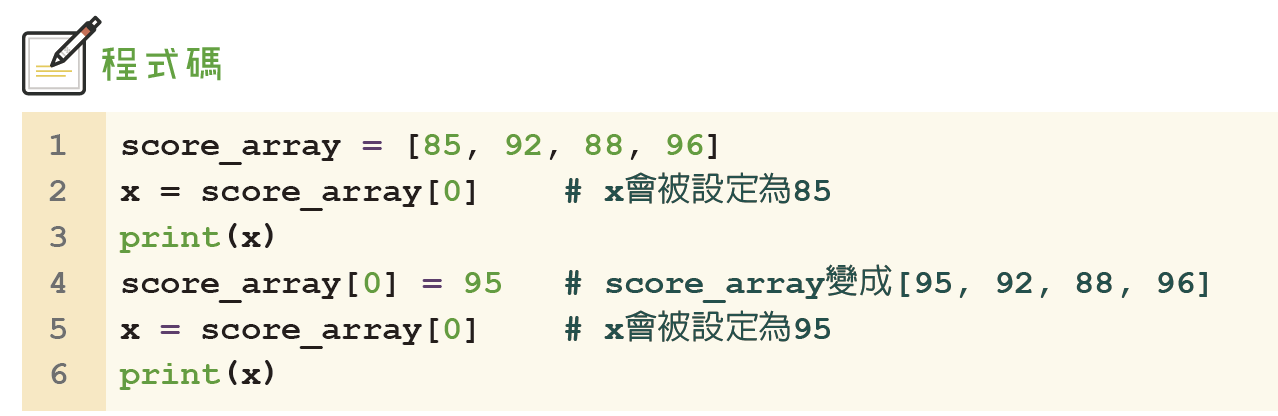 程式碼
1 score_array = [85, 92, 88, 96]
2 x = score_array[0]    # x會被設定為85
3 print(x)
4 score_array[0] = 95   # score_array變成[95, 92, 88, 96]
5 x = score_array[0]    # x會被設定為95
6 print(x)